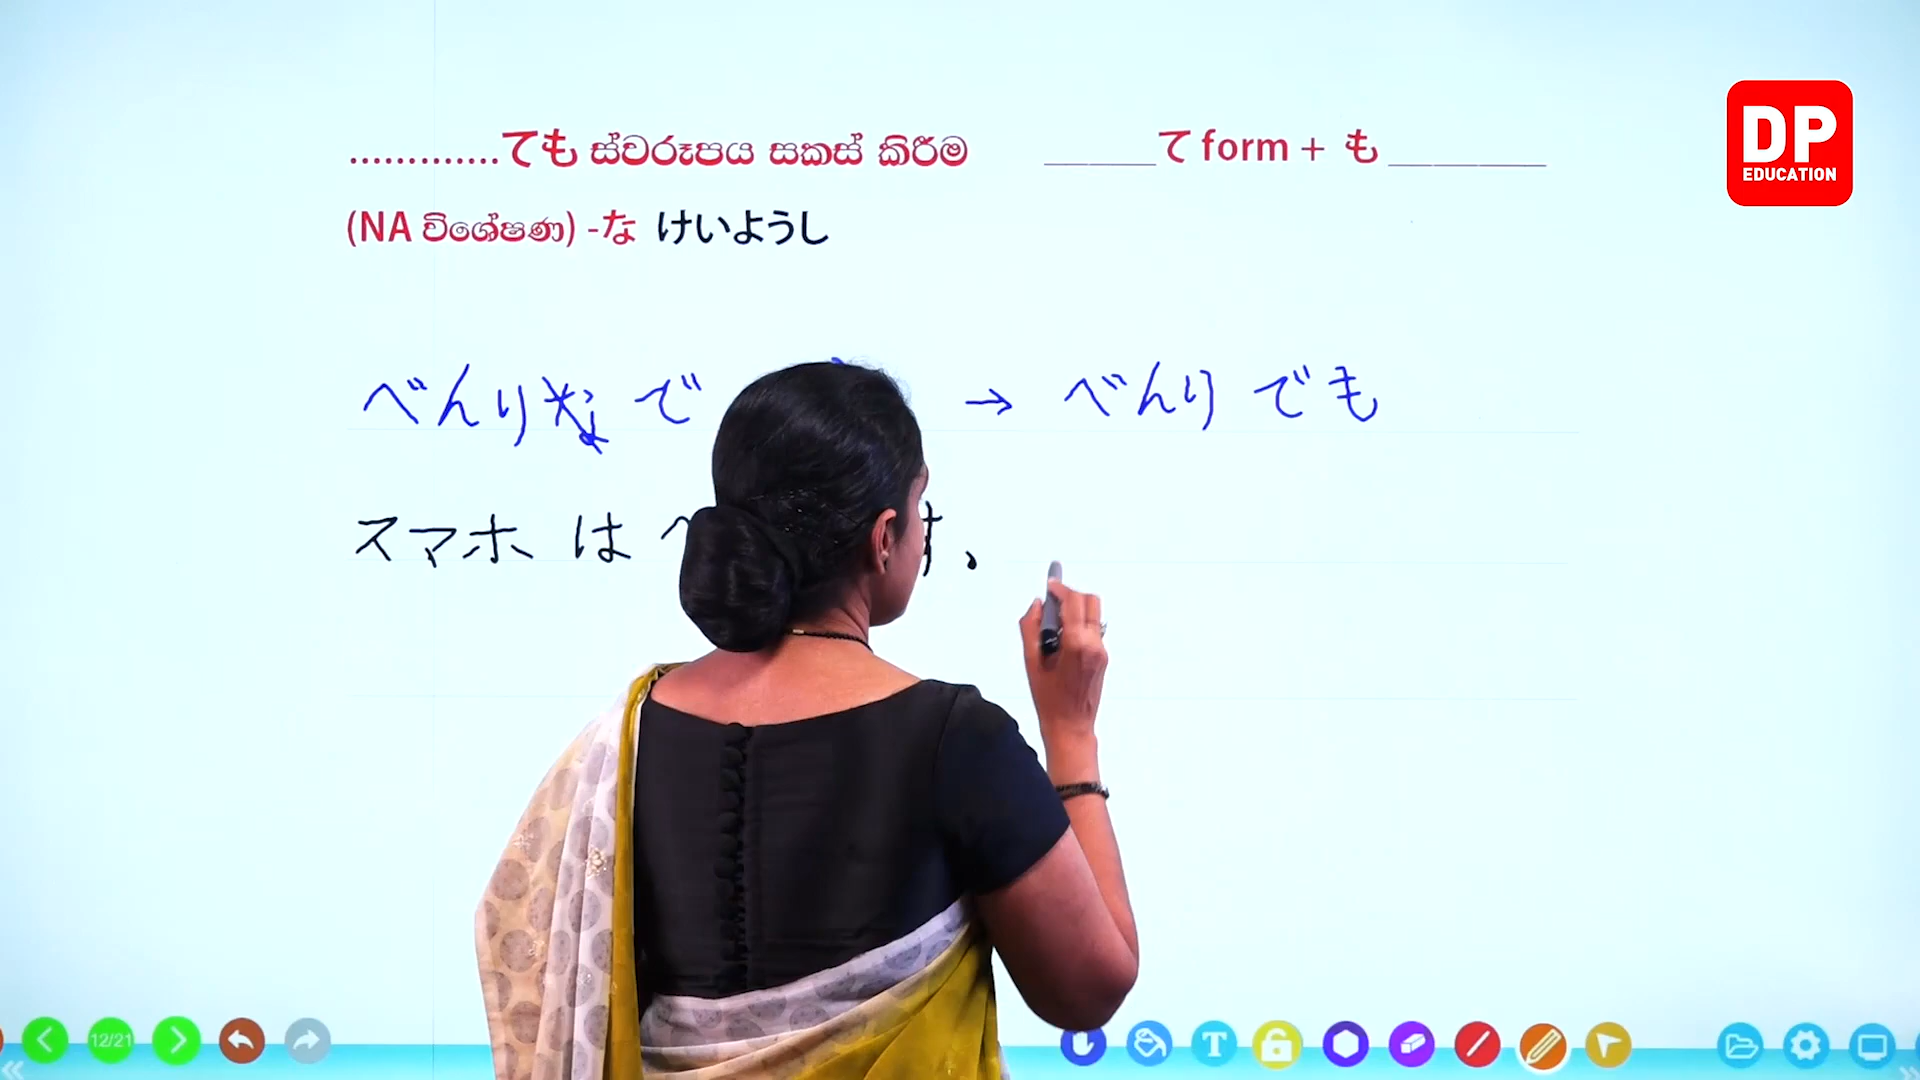 .............ても ස්වරූපය සකස් කිරීම ______て form + も ________
(NA විශේෂණ) -な けいようし
べんりな で → べんり でも
スマホ は す、
DP
EDUCATION
12/21
T